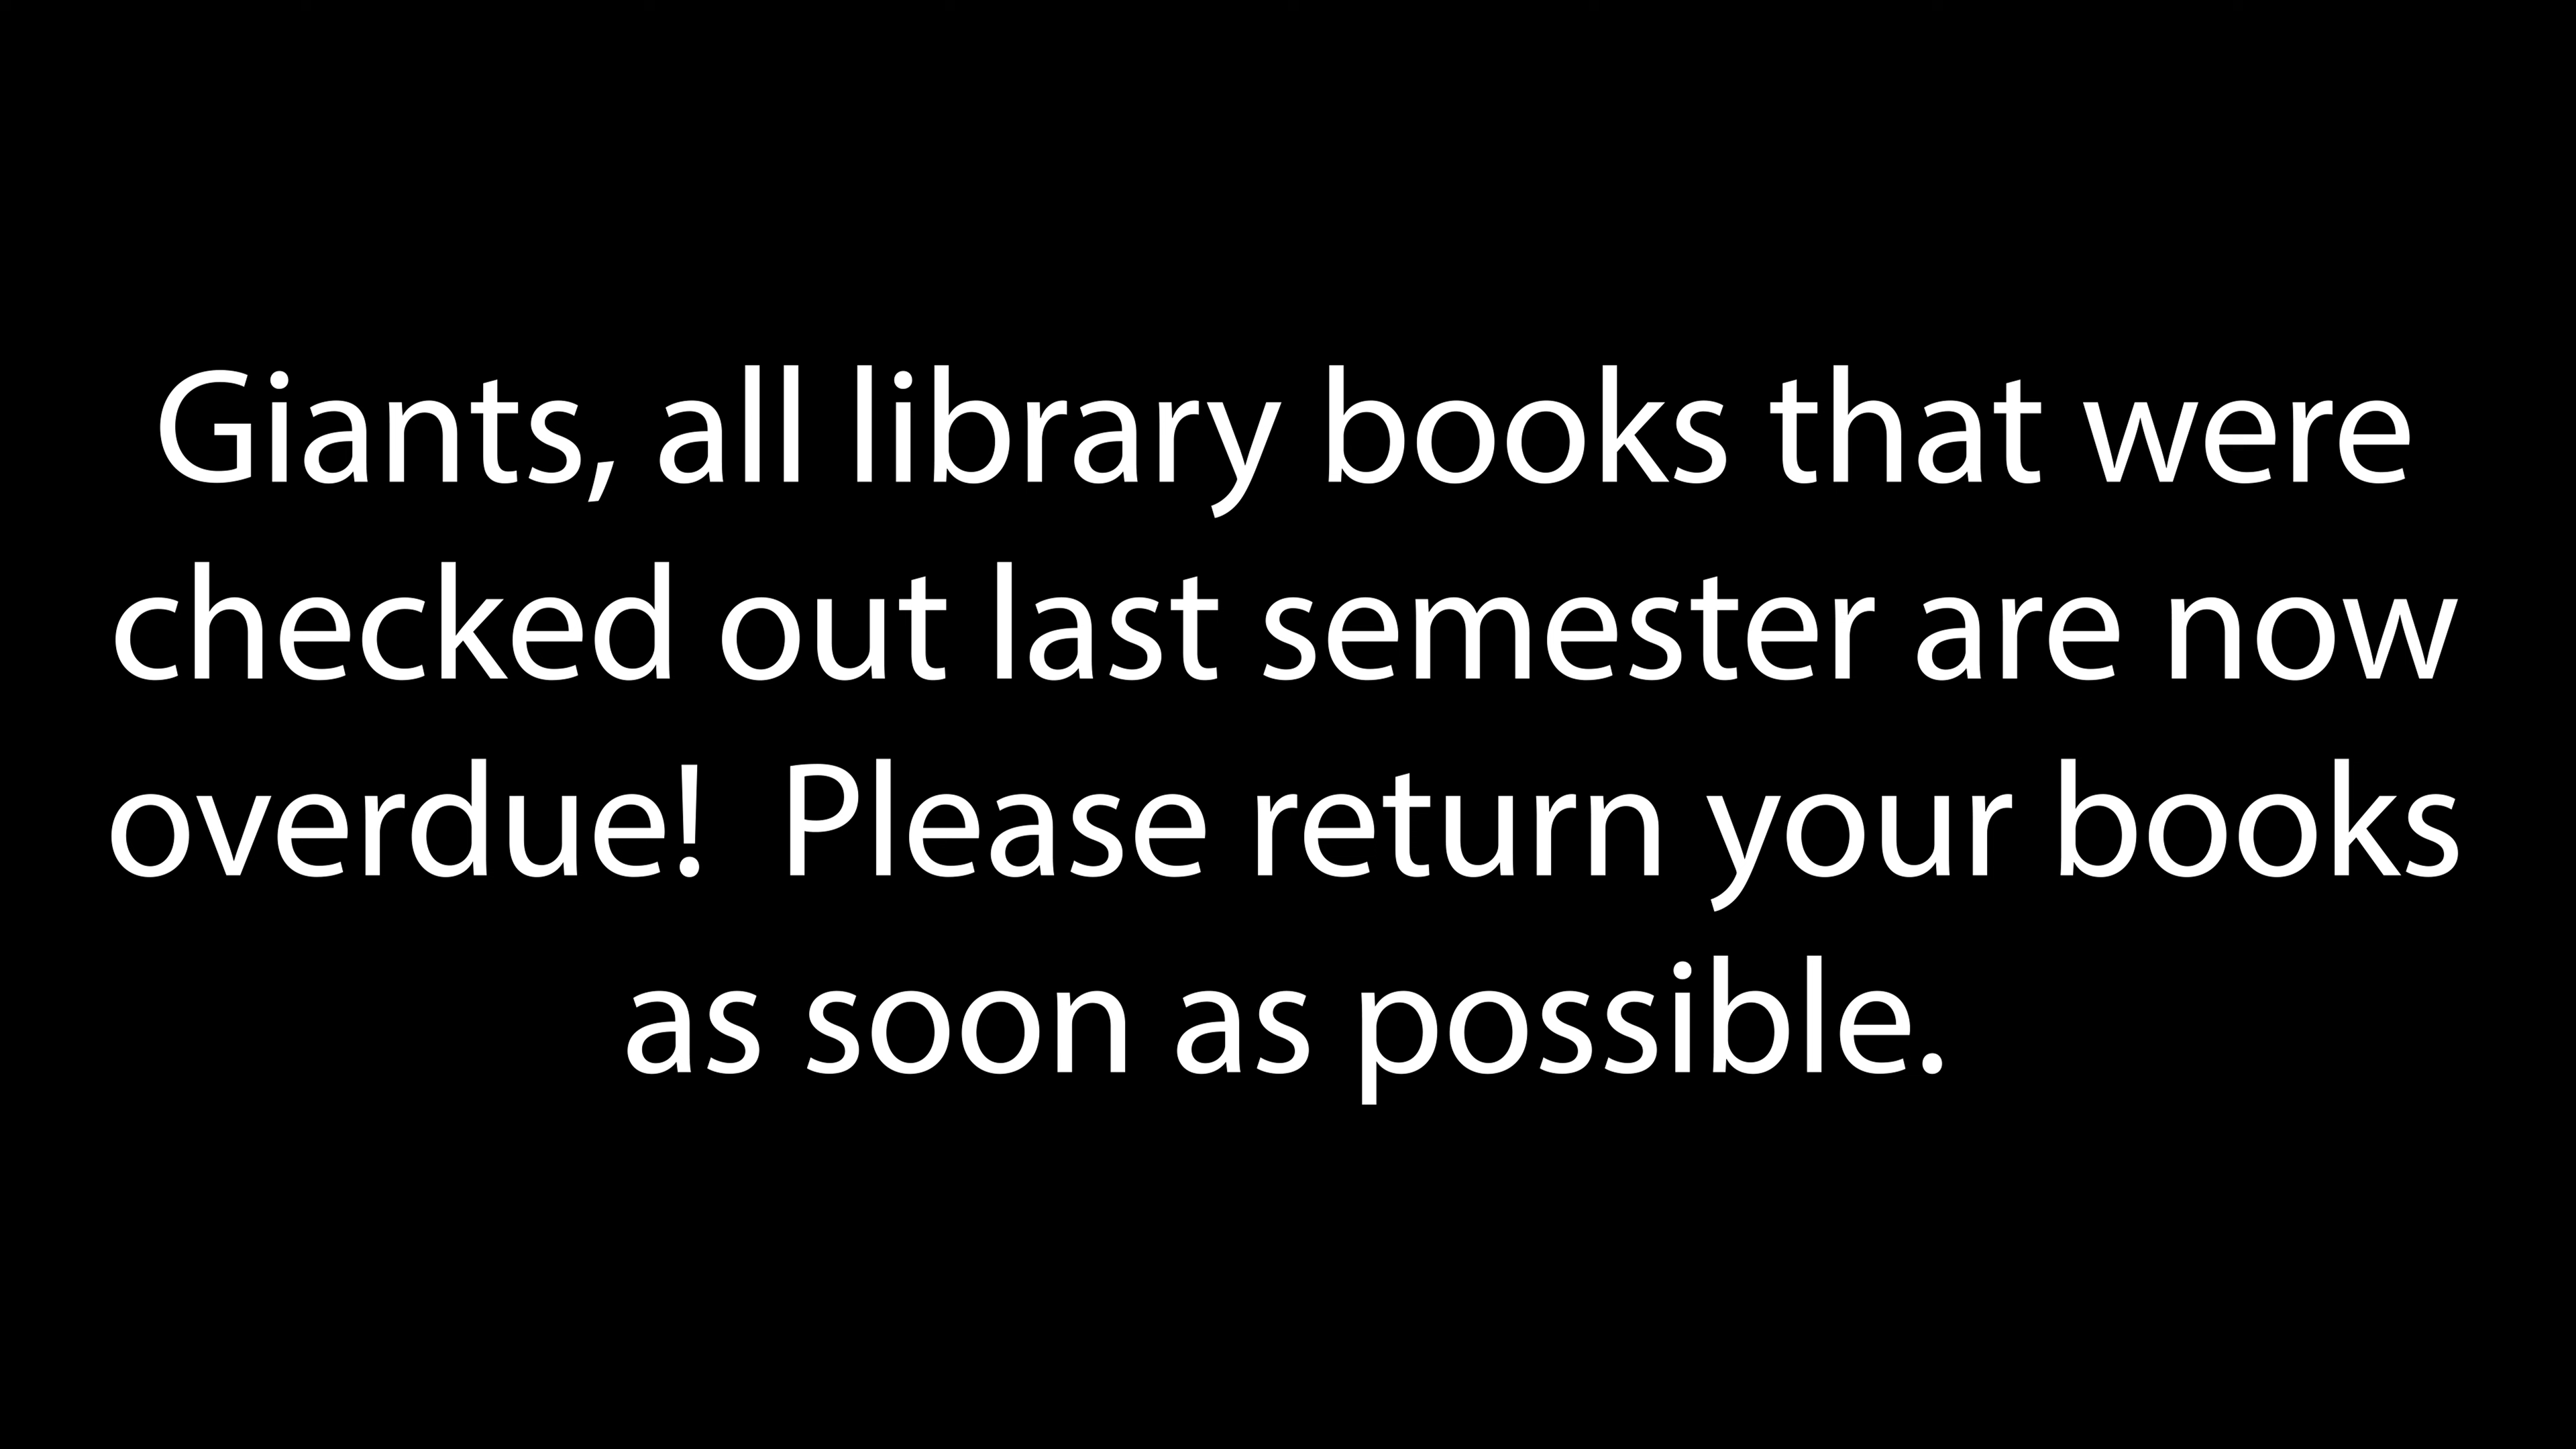 Giants, all library books that were
checked out last semester are now
overdue!  Please return your books
as soon as possible.